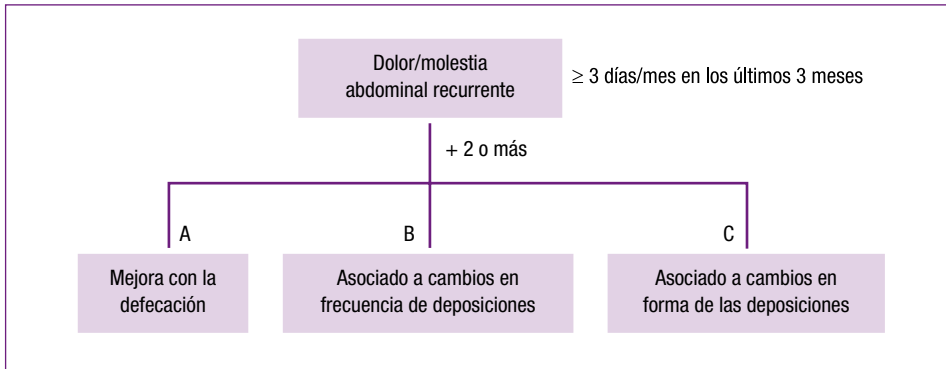 Dolor/molestia
abdominal recurrente
≥ 3 días/mes en los últimos 3 meses
+ 2 o más
A
B
C
Mejora con la
defecación
Asociado a cambios en
frecuencia de deposiciones
Asociado a cambios en
forma de las deposiciones